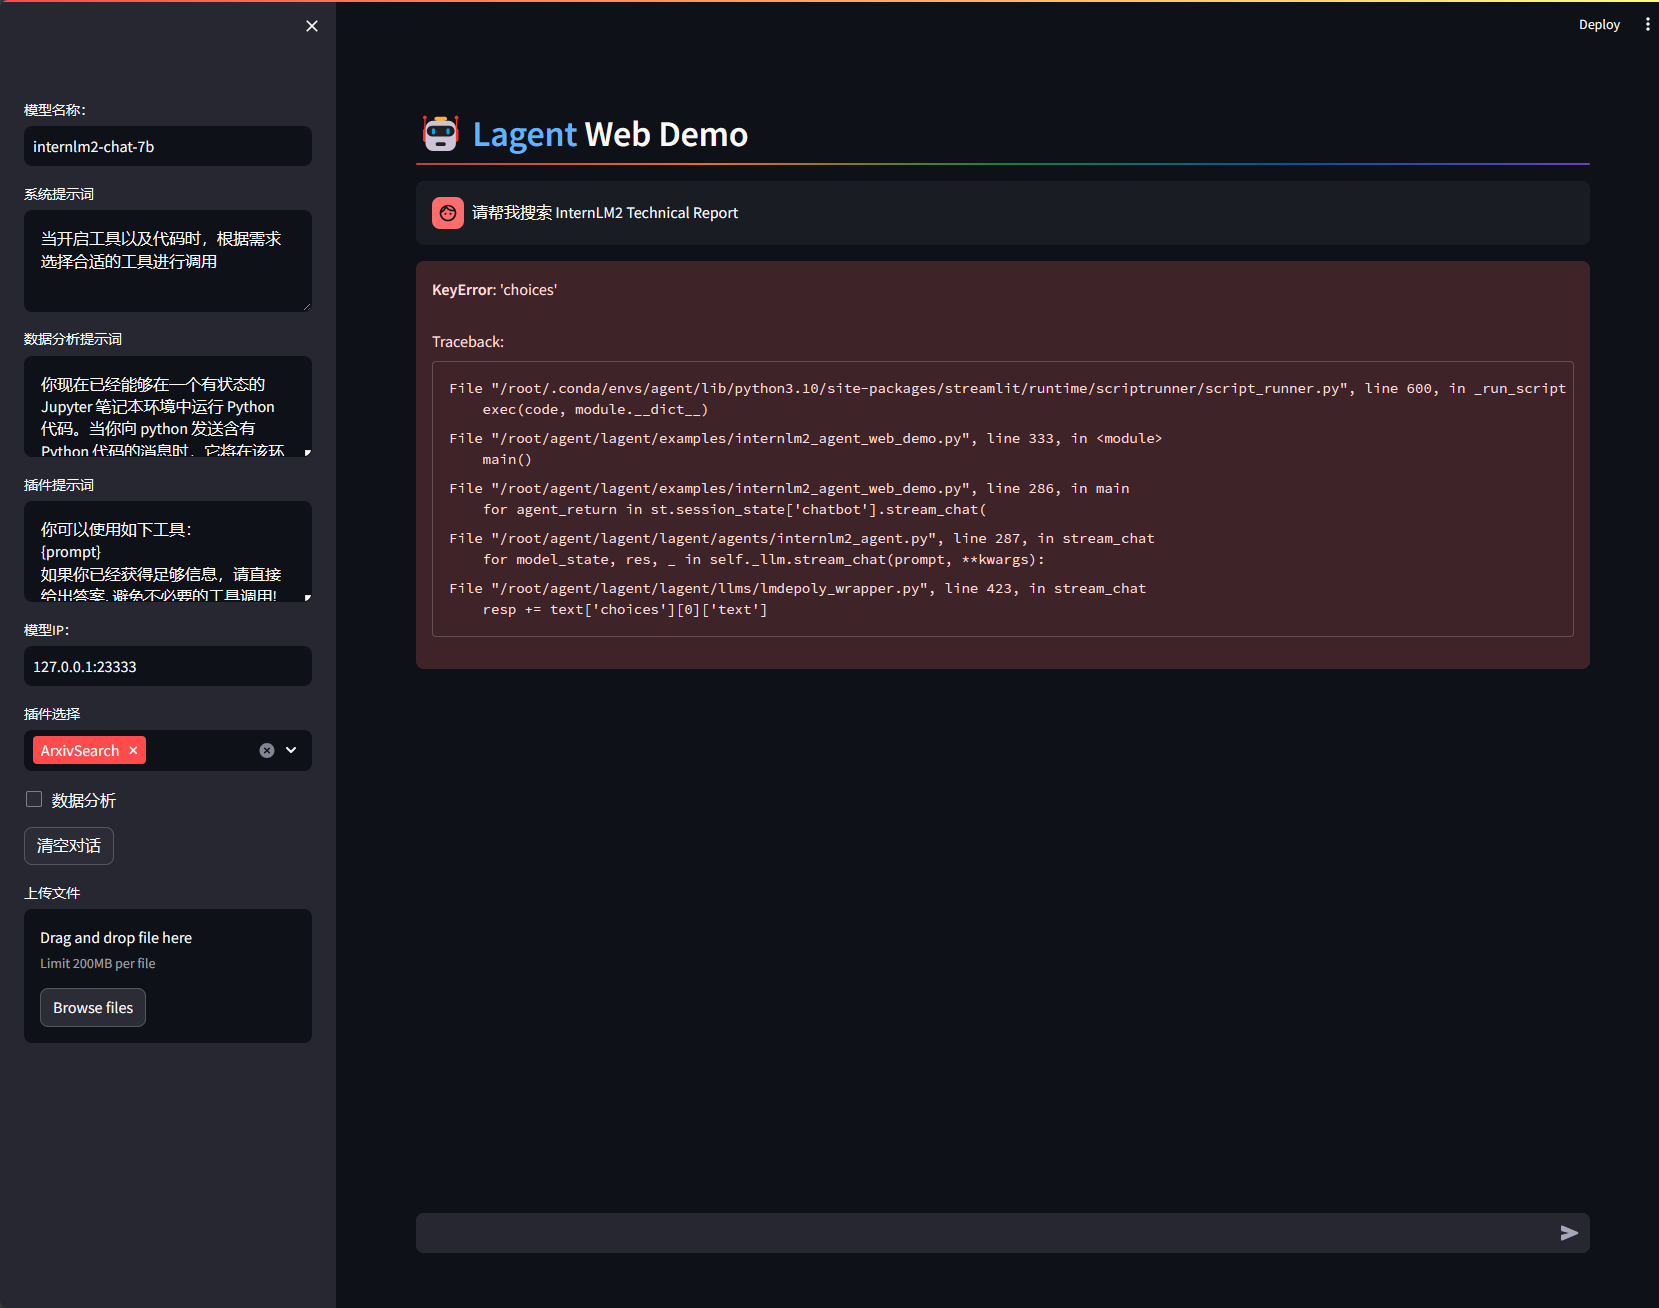 Deploy
模型名称：
internlm2-chat-7b
系统提示词
当开启工具以及代码时，根据需求
选择合适的工具进行调用
数据分析提示词
你现在已经能够在一个有状态的
Jupyter 笔记本环境中运行 Python
代码。当你向 python 发送含有
Python 代码的消息时，它将在该环
插件提示词
你可以使用如下工具：
{prompt}
如果你已经获得足够信息，请直接
给出答案. 避免不必要的工具调用!
模型IP：
127.0.0.1:23333
插件选择
ArxivSearch
数据分析
清空对话
上传文件
Drag and drop file here
Limit 200MB per file
Browse files
Lagent Web Demo
请帮我搜索 InternLM2 Technical Report
KeyError: 'choices'
Traceback:
File "/root/.conda/envs/agent/lib/python3.10/site-packages/streamlit/runtime/scriptrunner/script_runner.py", line 600, in _run_script
    exec(code, module.__dict__)
File "/root/agent/lagent/examples/internlm2_agent_web_demo.py", line 333, in <module>
    main()
File "/root/agent/lagent/examples/internlm2_agent_web_demo.py", line 286, in main
    for agent_return in st.session_state['chatbot'].stream_chat(
File "/root/agent/lagent/lagent/agents/internlm2_agent.py", line 287, in stream_chat
    for model_state, res, _ in self._llm.stream_chat(prompt, **kwargs):
File "/root/agent/lagent/lagent/llms/lmdepoly_wrapper.py", line 423, in stream_chat
    resp += text['choices'][0]['text']